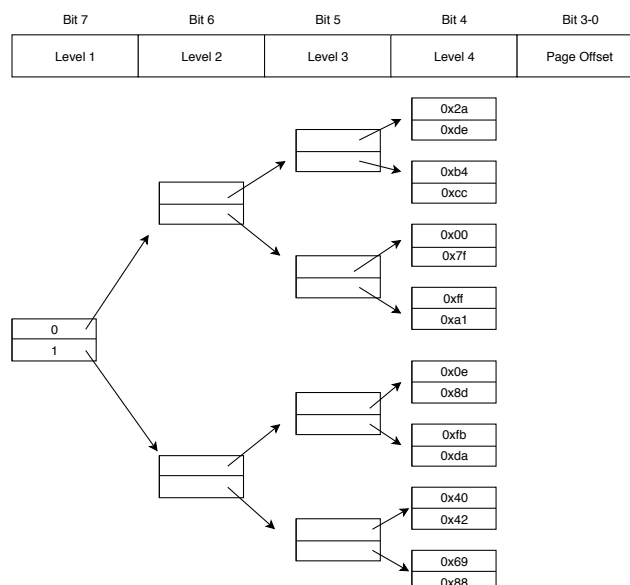 Bit 7 Bit 6 Bit 5 Bit 4 Bit 3-0
Level 1 Level 2 Level 3 Level 4 Page Offset
0x2a
0xde
0xb4
0xcc
0x00
0x7f
0xff
0xa1
0
1
0x0e
0x8d
0xfb
0xda
0x40
0x42
0x69
0x88